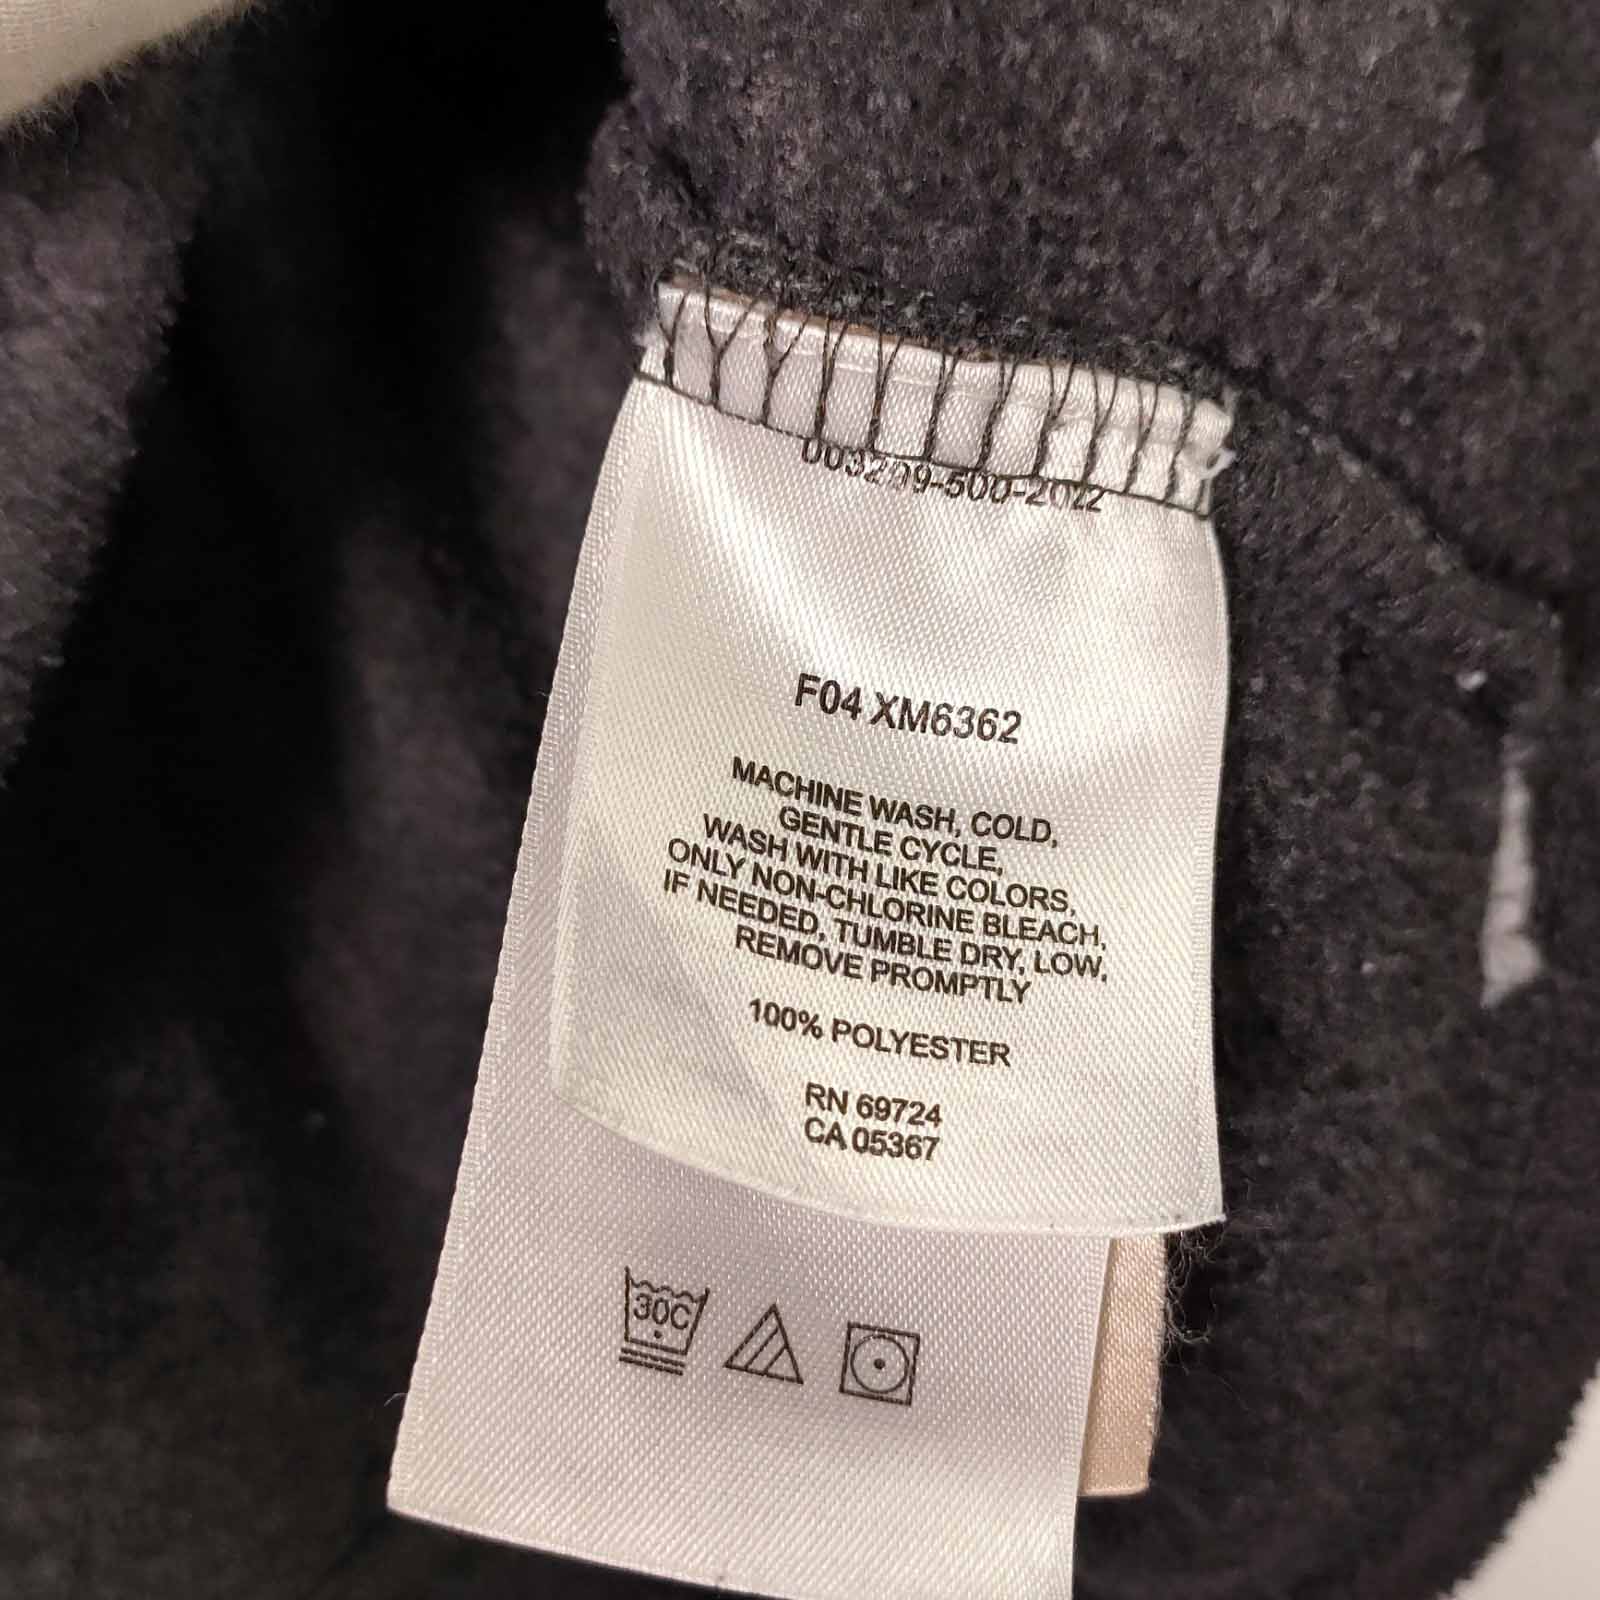 003209-500-2022
F04 XM6362
MACHINE WASH, COLD,
GENTLE CYCLE,
WASH WITH LIKE COLORS,
ONLY NON-CHLORINE BLEACH,
IF NEEDED, TUMBLE DRY, LOW,
REMOVE PROMPTLY
100% POLYESTER
RN 69724
CA 05367
30C